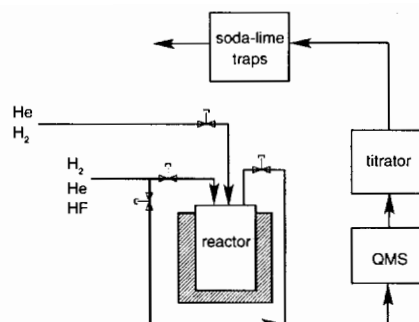 soda-lime
traps
He
H₂
H₂
He
HF
titrator
reactor
QMS